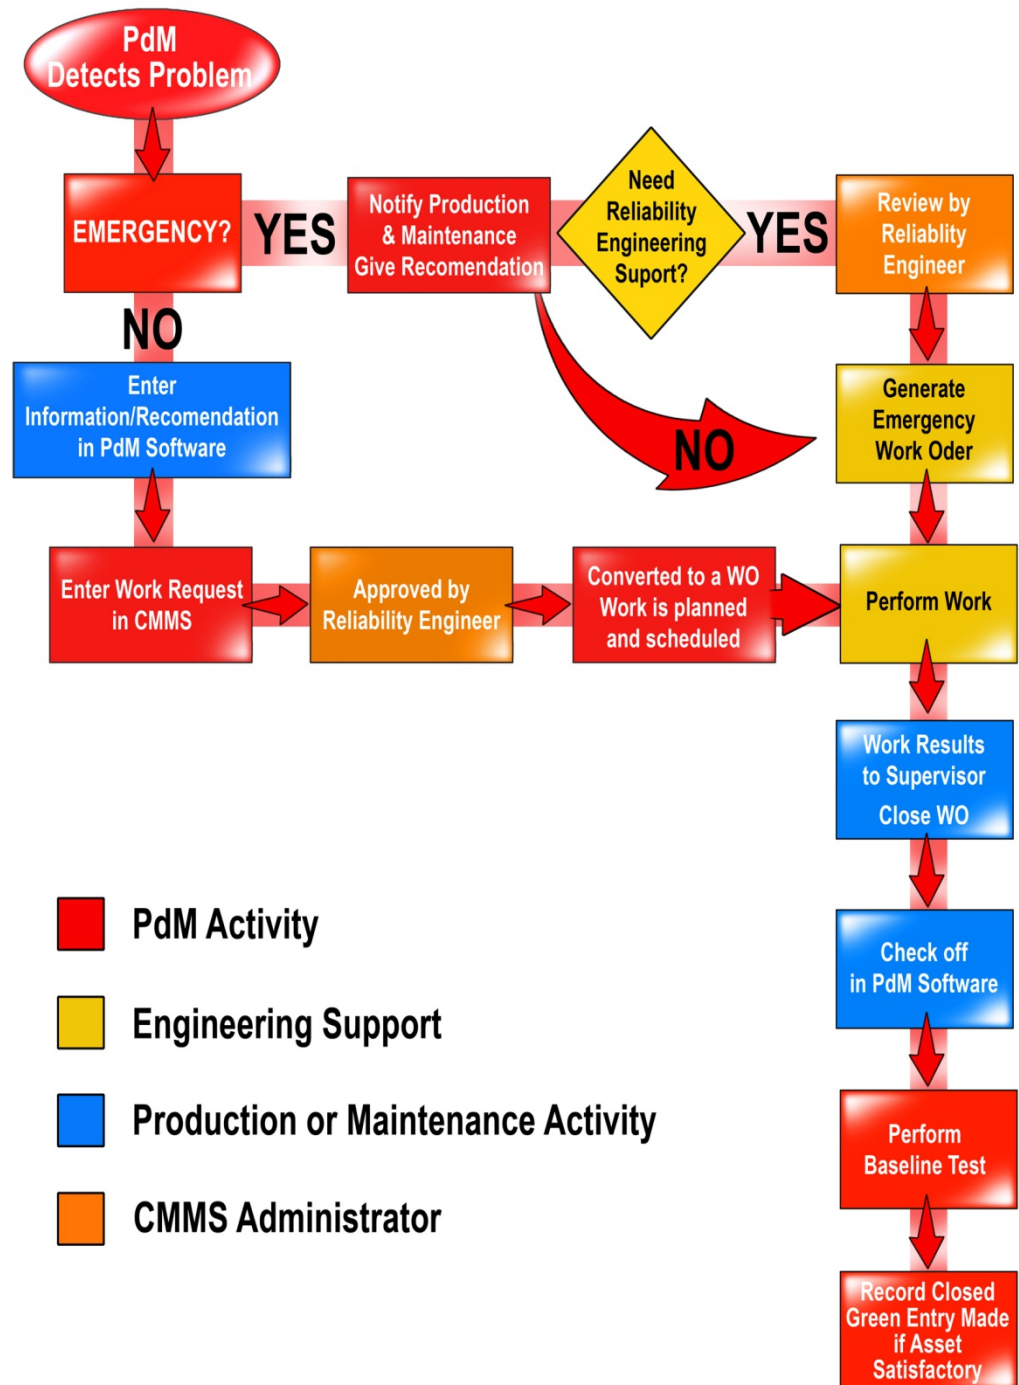 PdM
Detects Problem
EMERGENCY?
YES
Notify Production
& Maintenance
Give Recomendation
Need
Reliability
Engineering
Suport?
YES
Review by
Reliablity
Engineer
NO
Enter
Information/Recomendation
in PdM Software
NO
Generate
Emergency
Work Oder
Enter Work Request
in CMMS
Approved by
Reliability Engineer
Converted to a WO
Work is planned
and scheduled
Perform Work
Work Results
to Supervisor
Close WO
Check off
in PdM Software
Perform
Baseline Test
Record Closed
Green Entry Made
if Asset
Satisfactory
PdM Activity
Engineering Support
Production or Maintenance Activity
CMMS Administrator